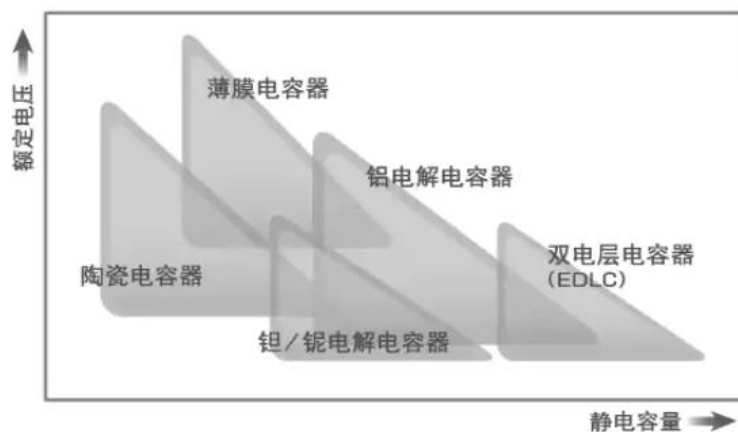 额定电压
薄膜电容器
铝电解电容器
陶瓷电容器
双电层电容器
(EDLC)
钽/铌电解电容器
静电容量